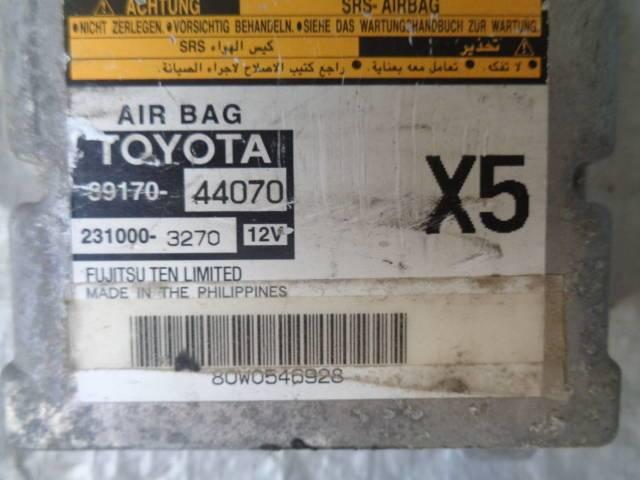 ACHTUNG SRS-AIRBAG
•NICHT ZERLEGEN. •VORSICHTIG BEHANDELN. •SIEHE DAS WARTUNGSHANDBUCH ZUR WARTUNG.
تحذير كيس الهواء SRS
• لا تفكه. • تعامل معه بعناية. • راجع كتيب الاصلاح لاجراء الصيانة.
AIR BAG
TOYOTA
89170- 44070
X5
231000- 3270 12V
FUJITSU TEN LIMITED
MADE IN THE PHILIPPINES
80W0546928